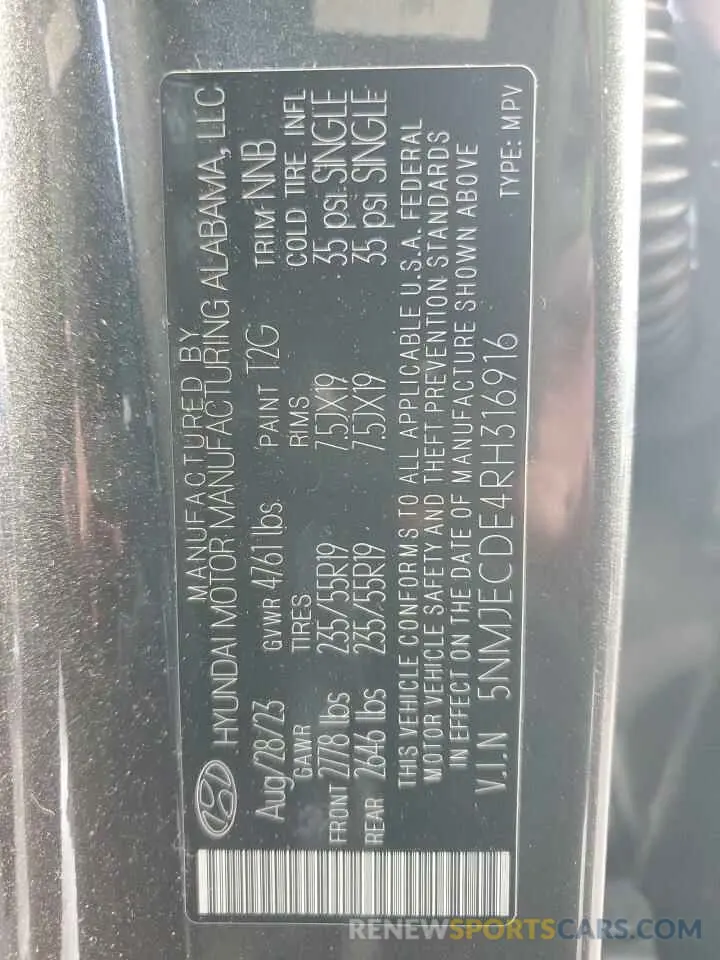 MANUFACTURED BY
HYUNDAI MOTOR MANUFACTURING ALABAMA, LLC
Aug/28/23 GVWR 4761 lbs PAINT T2G TRIM NNB
GAWR TIRES RIMS COLD TIRE INFL
FRONT 2778 lbs 235/55R19 7.5JX19 35 psi SINGLE
REAR 2646 lbs 235/55R19 7.5JX19 35 psi SINGLE
THIS VEHICLE CONFORMS TO ALL APPLICABLE U.S.A. FEDERAL
MOTOR VEHICLE SAFETY AND THEFT PREVENTION STANDARDS
IN EFFECT ON THE DATE OF MANUFACTURE SHOWN ABOVE
V.I.N 5NMJECDE4RH316916 TYPE: MPV
RENEWSPORTSCARS.COM